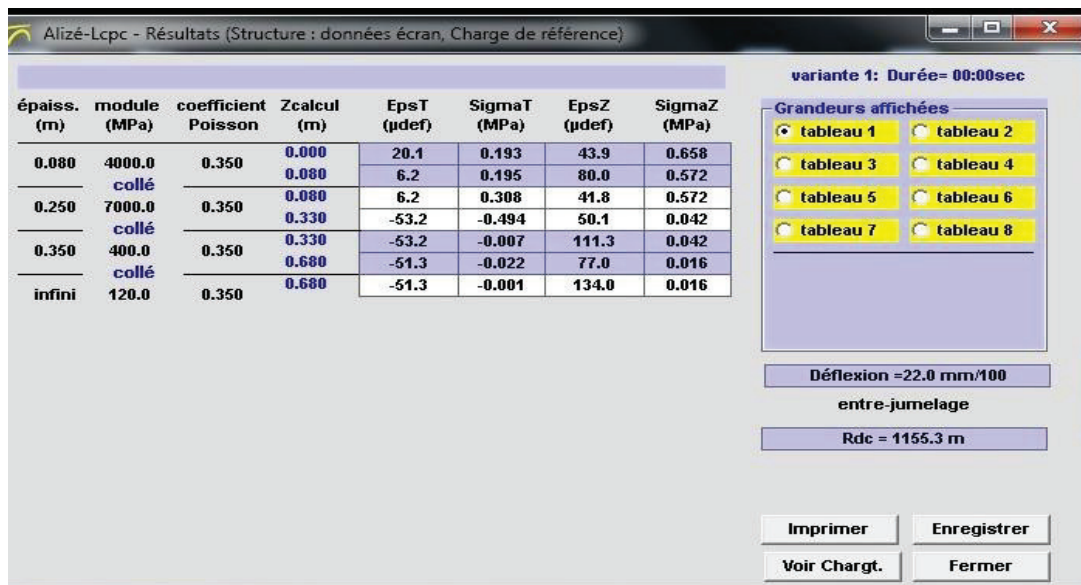 Alizé-Lcpc - Résultats (Structure : données écran, Charge de référence)
variante 1: Durée= 00:00sec
épaiss. module coefficient Zcalcul EpsT SigmaT EpsZ SigmaZ
(m) (MPa) Poisson (m) (µdef) (MPa) (µdef) (MPa)
0.000 20.1 0.193 43.9 0.658
0.080 4000.0 0.350
0.080 6.2 0.195 80.0 0.572
collé
0.080 6.2 0.308 41.8 0.572
0.250 7000.0 0.350
0.330 -53.2 -0.494 50.1 0.042
collé
0.330 -53.2 -0.007 111.3 0.042
0.350 400.0 0.350
0.680 -51.3 -0.022 77.0 0.016
collé
0.680 -51.3 -0.001 134.0 0.016
infini 120.0 0.350
Grandeurs affichées
tableau 1 tableau 2
tableau 3 tableau 4
tableau 5 tableau 6
tableau 7 tableau 8
Déflexion =22.0 mm/100
entre-jumelage
Rdc = 1155.3 m
Imprimer Enregistrer
Voir Chargt. Fermer